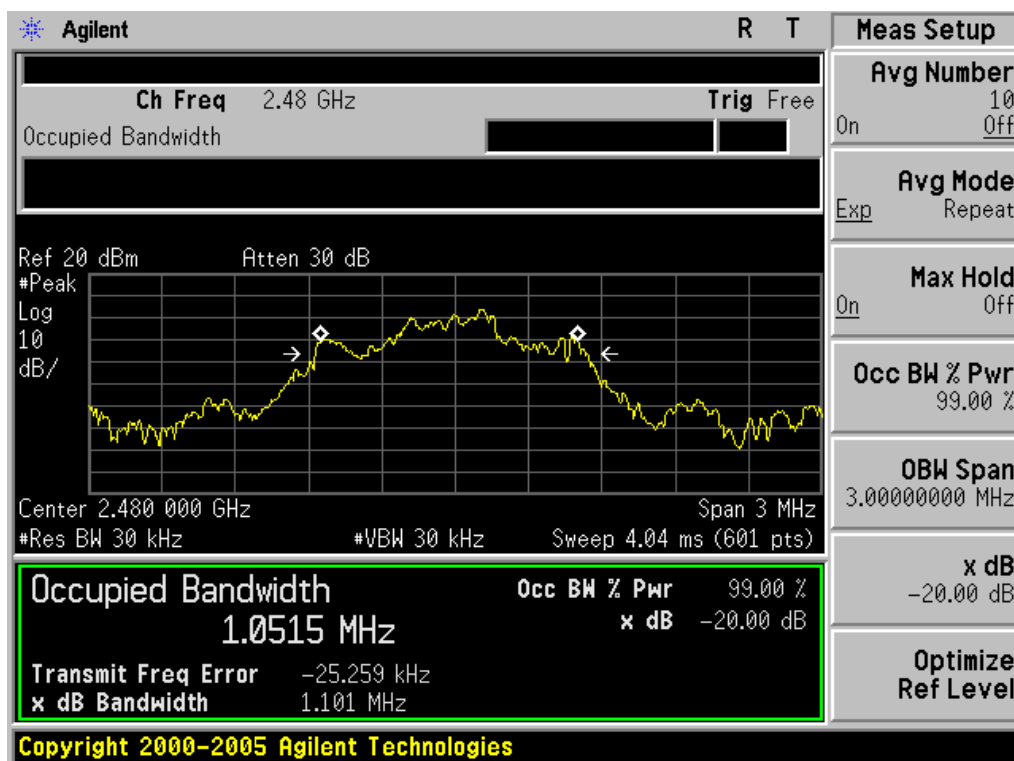 Agilent R T
Ch Freq 2.48 GHz Trig Free
Occupied Bandwidth
Ref 20 dBm Atten 30 dB
#Peak
Log
10
dB/
Center 2.480 000 GHz Span 3 MHz
#Res BW 30 kHz #VBW 30 kHz Sweep 4.04 ms (601 pts)
Occupied Bandwidth Occ BW % Pwr 99.00 %
1.0515 MHz x dB -20.00 dB
Transmit Freq Error -25.259 kHz
x dB Bandwidth 1.101 MHz
Copyright 2000-2005 Agilent Technologies
Meas Setup
Avg Number
10
On Off
Avg Mode
Exp Repeat
Max Hold
On Off
Occ BW % Pwr
99.00 %
OBW Span
3.00000000 MHz
x dB
-20.00 dB
Optimize
Ref Level